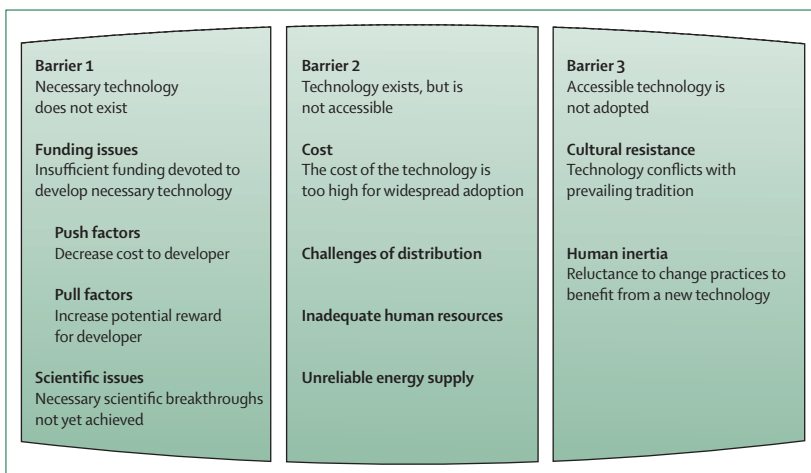 Barrier 1
Necessary technology
does not exist
Funding issues
Insufficient funding devoted to
develop necessary technology
Push factors
Decrease cost to developer
Pull factors
Increase potential reward
for developer
Scientific issues
Necessary scientific breakthroughs
not yet achieved
Barrier 2
Technology exists, but is
not accessible
Cost
The cost of the technology is
too high for widespread adoption
Challenges of distribution
Inadequate human resources
Unreliable energy supply
Barrier 3
Accessible technology is
not adopted
Cultural resistance
Technology conflicts with
prevailing tradition
Human inertia
Reluctance to change practices to
benefit from a new technology